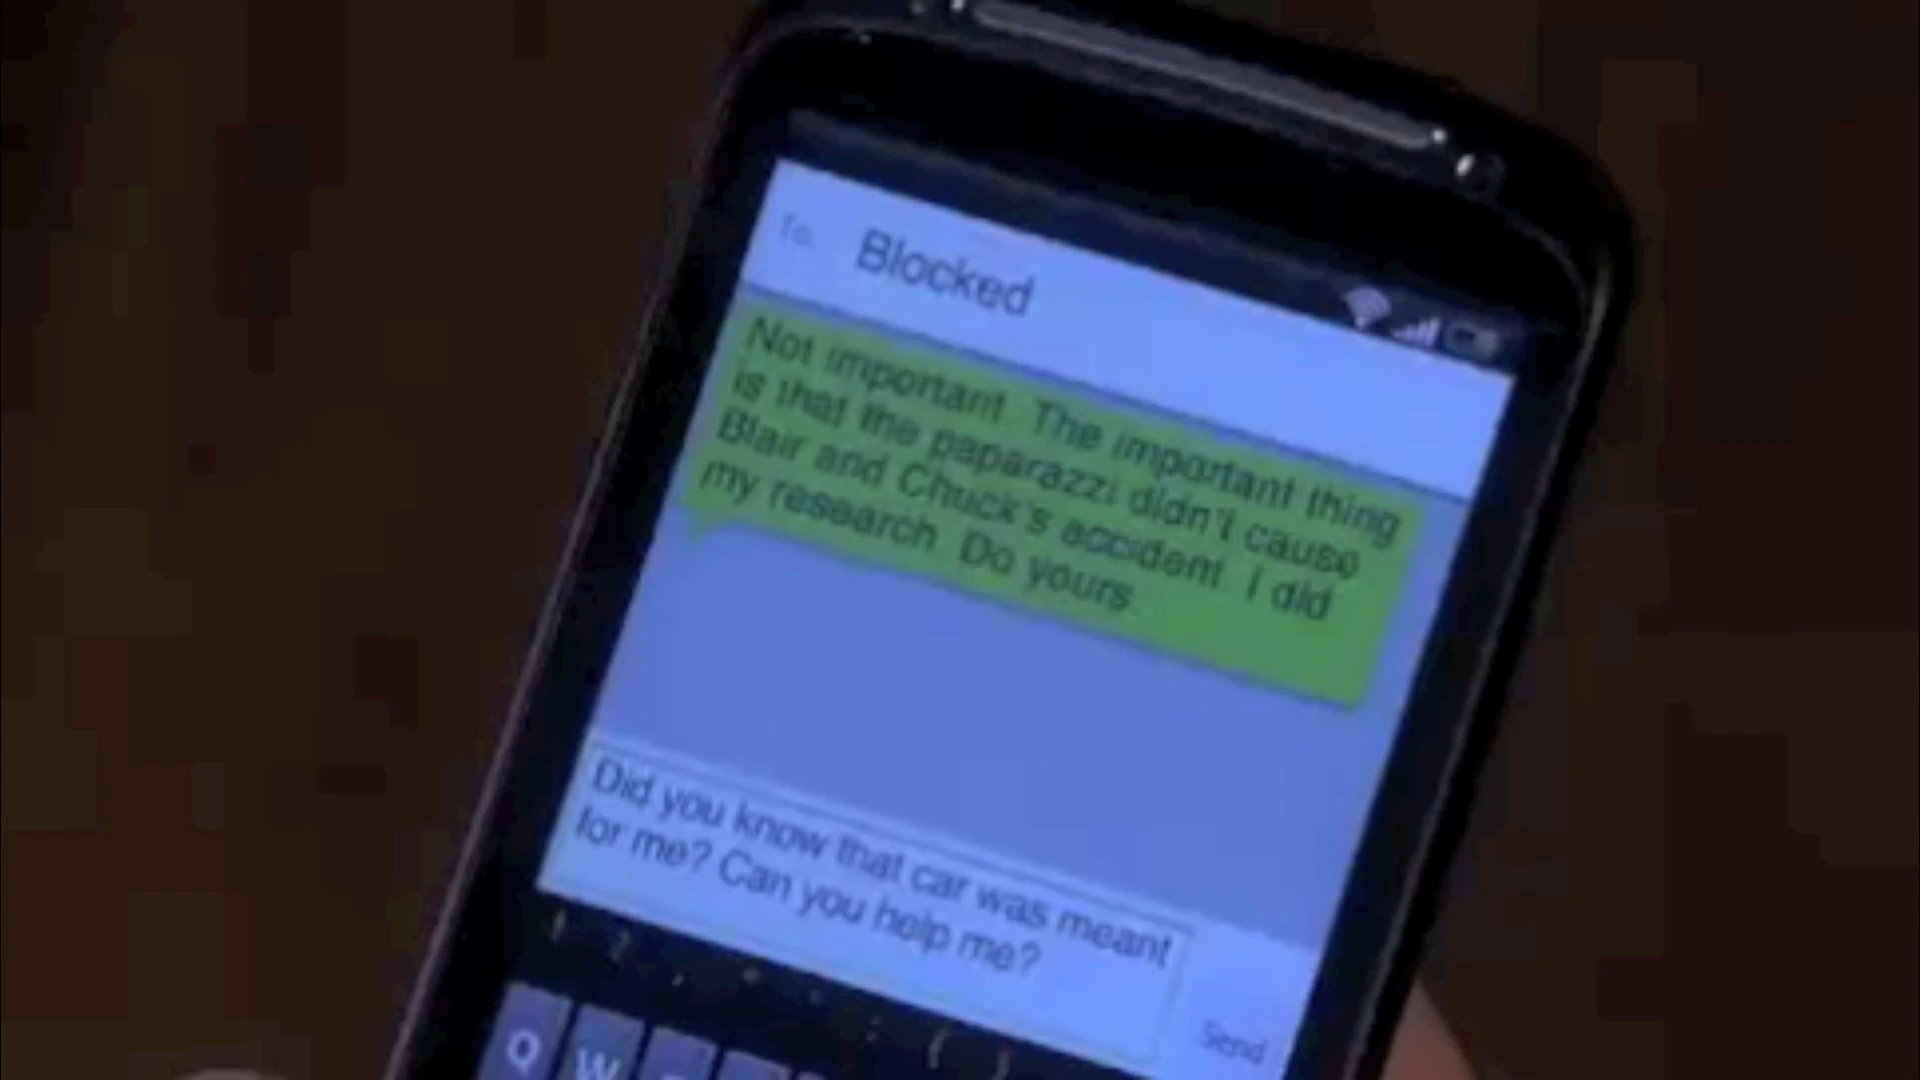 To:
Blocked
Not important. The important thing
is that the paparazzi didn't cause
Blair and Chuck's accident. I did
my research. Do yours.
Did you know that car was meant
for me? Can you help me?
Send
! ? , " . : ( )
Q W